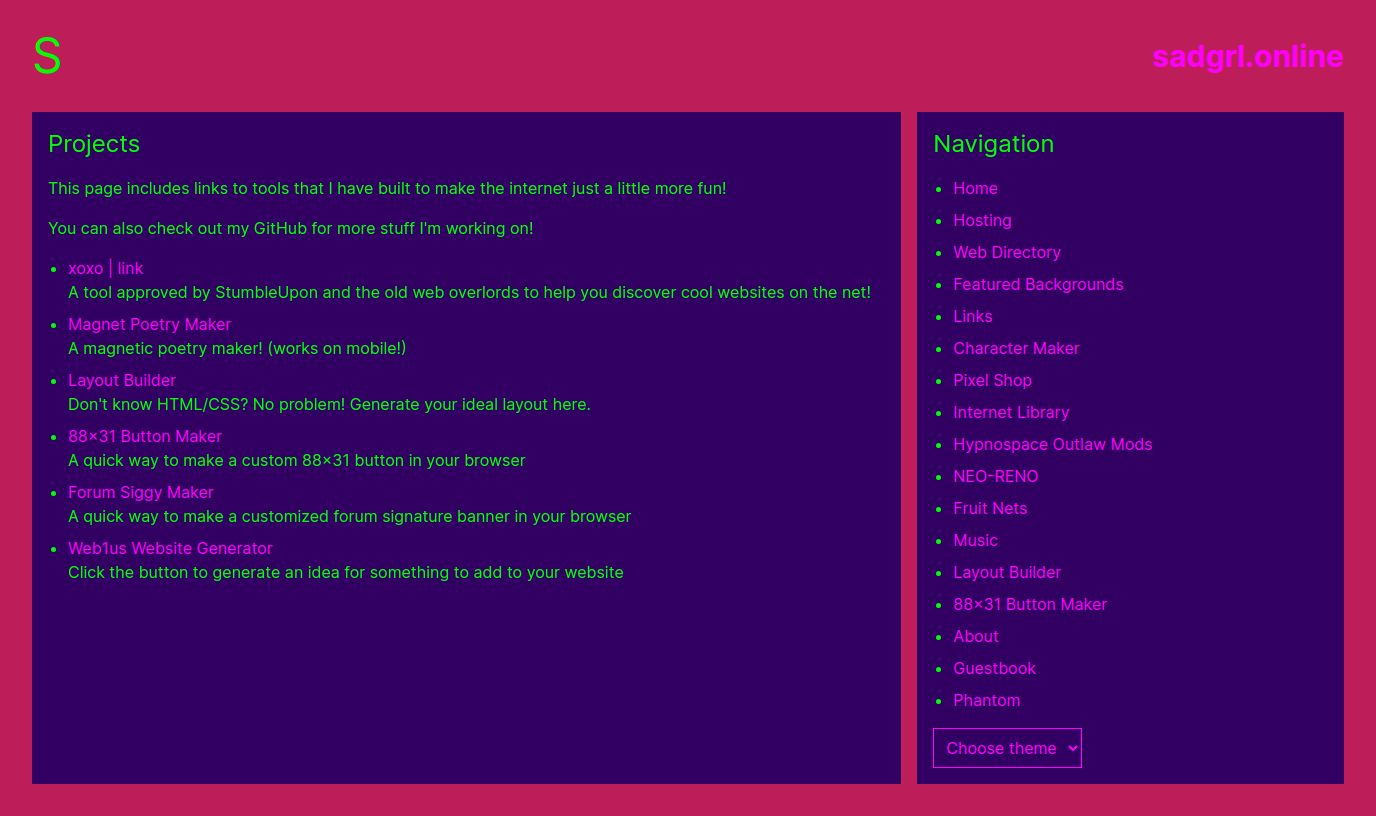 S
sadgrl.online
Projects
This page includes links to tools that I have built to make the internet just a little more fun!
You can also check out my GitHub for more stuff I'm working on!
xoxo | link
A tool approved by StumbleUpon and the old web overlords to help you discover cool websites on the net!
Magnet Poetry Maker
A magnetic poetry maker! (works on mobile!)
Layout Builder
Don't know HTML/CSS? No problem! Generate your ideal layout here.
88×31 Button Maker
A quick way to make a custom 88×31 button in your browser
Forum Siggy Maker
A quick way to make a customized forum signature banner in your browser
Web1us Website Generator
Click the button to generate an idea for something to add to your website
Navigation
Home
Hosting
Web Directory
Featured Backgrounds
Links
Character Maker
Pixel Shop
Internet Library
Hypnospace Outlaw Mods
NEO-RENO
Fruit Nets
Music
Layout Builder
88×31 Button Maker
About
Guestbook
Phantom
Choose theme